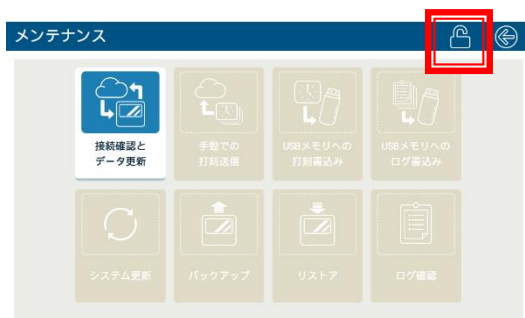 メンテナンス
接続確認と
データ更新
手動での
打刻送信
USBメモリへの
打刻書込み
USBメモリへの
ログ書込み
システム更新
バックアップ
リストア
ログ確認